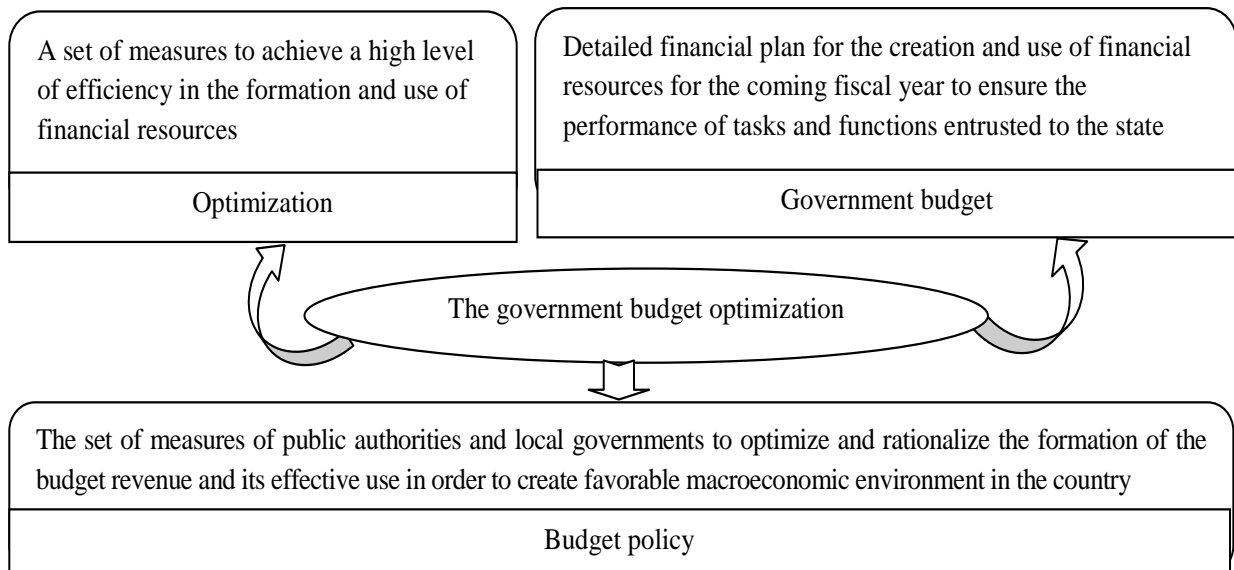 A set of measures to achieve a high level
of efficiency in the formation and use of
financial resources
Optimization
Detailed financial plan for the creation and use of financial
resources for the coming fiscal year to ensure the
performance of tasks and functions entrusted to the state
Government budget
The government budget optimization
The set of measures of public authorities and local governments to optimize and rationalize the formation of the
budget revenue and its effective use in order to create favorable macroeconomic environment in the country
Budget policy